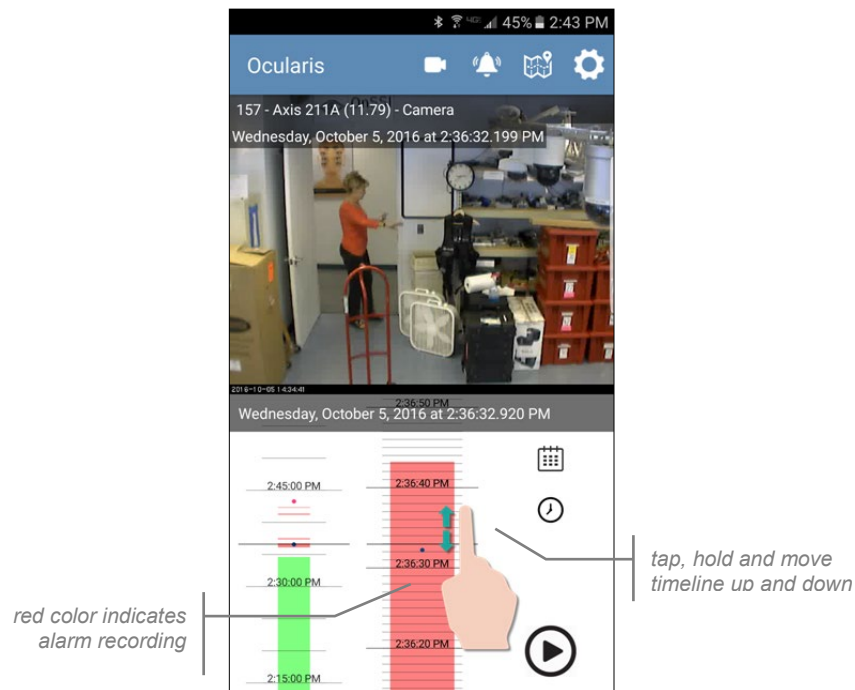 45% 2:43 PM
Ocularis
157 - Axis 211A (11.79) - Camera
Wednesday, October 5, 2016 at 2:36:32.199 PM
2016-10-05 14:34:41
2:36:50 PM
Wednesday, October 5, 2016 at 2:36:32.920 PM
2:45:00 PM
2:36:40 PM
2:36:30 PM
2:30:00 PM
2:36:20 PM
2:15:00 PM
tap, hold and move
timeline up and down
red color indicates
alarm recording